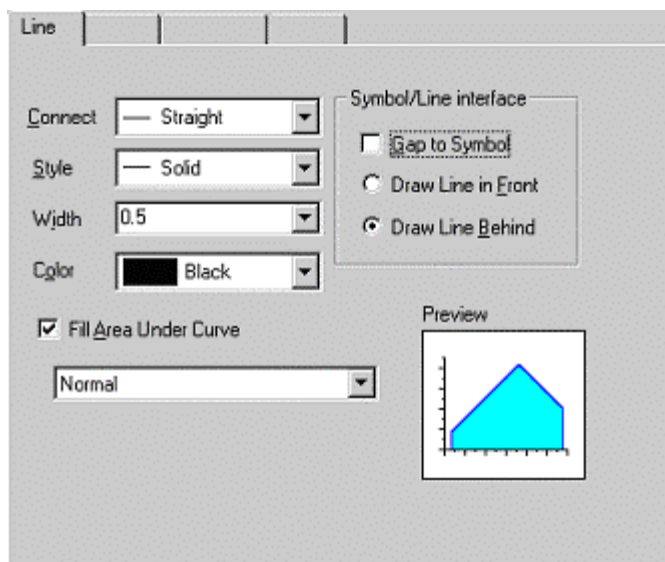 Line
Symbol/Line interface
Connect
Straight
Gap to Symbol
Style
Solid
Draw Line in Front
Width
0.5
Draw Line Behind
Color
Black
Fill Area Under Curve
Preview
Normal